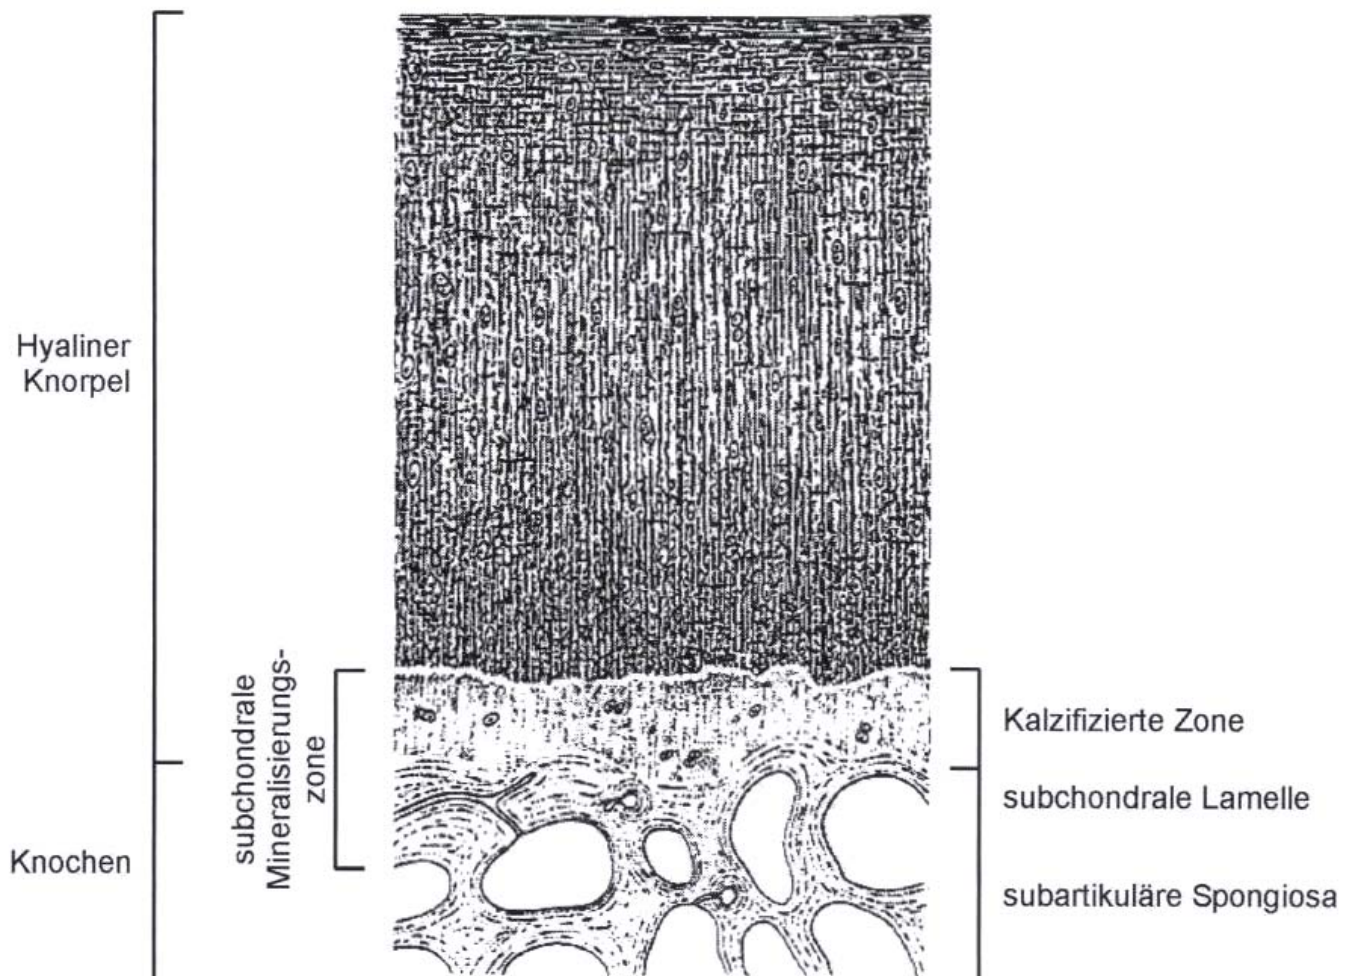 Hyaliner
Knorpel
Knochen
subchondrale
Mineralisierungs-
zone
Kalzifizierte Zone
subchondrale Lamelle
subartikuläre Spongiosa